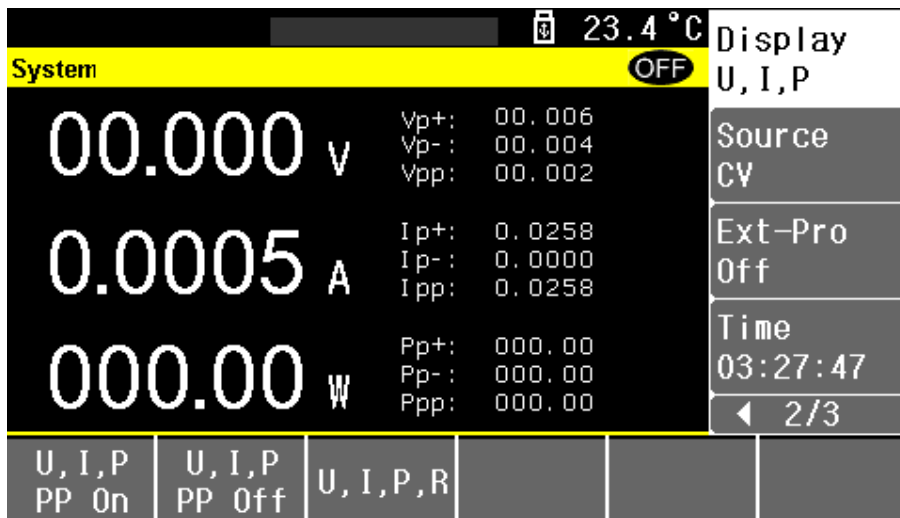 23.4°C
System OFF
00.000 V
Vp+: 00.006
Vp-: 00.004
Vpp: 00.002
0.0005 A
Ip+: 0.0258
Ip-: 0.0000
Ipp: 0.0258
000.00 W
Pp+: 000.00
Pp-: 000.00
Ppp: 000.00
Display
U,I,P
Source
CV
Ext-Pro
Off
Time
03:27:47
2/3
U,I,P
PP On
U,I,P
PP Off
U,I,P,R